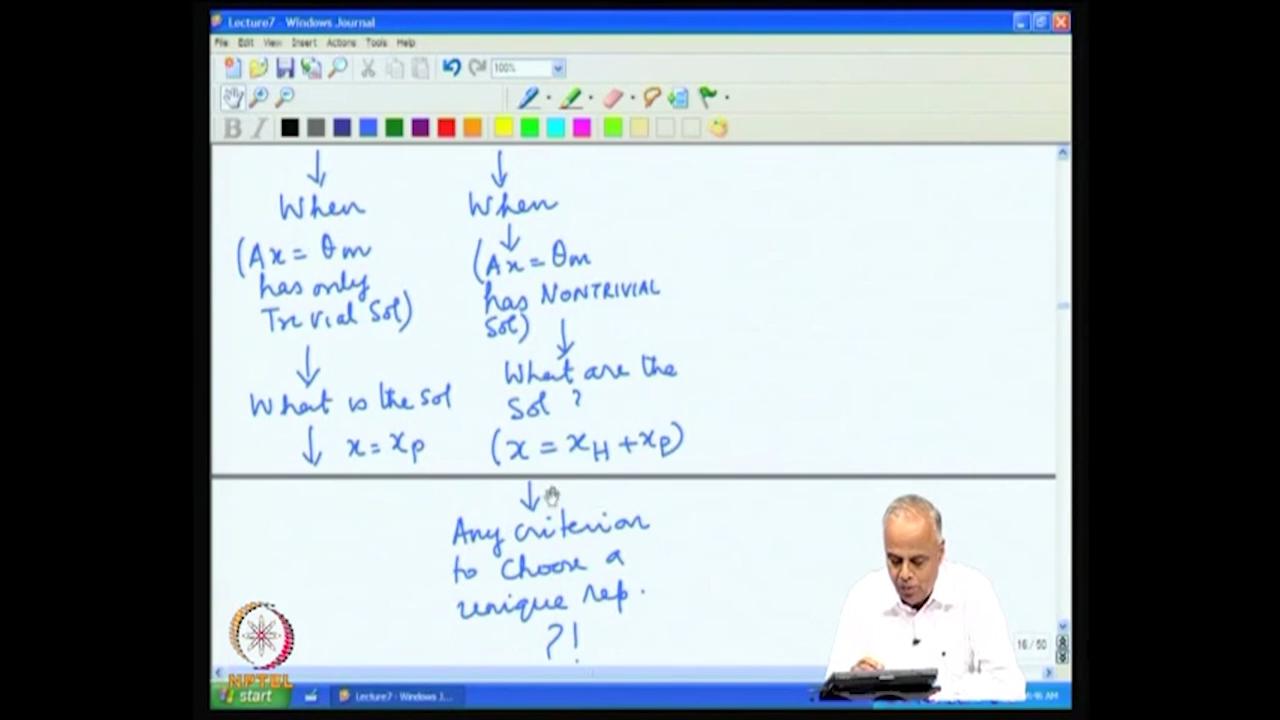 Lecture7 - Windows Journal
File Edit View Insert Actions Tools Help
100%
B I
When
(Ax = θm
has only
Trivial Sol)
What is the sol
x = xP
When
(Ax = θm
has NONTRIVIAL
Sol)
What are the
Sol ?
(x = xH + xP)
Any criterion
to choose a
unique rep.
?!
16 / 50
NPTEL
start
Lecture7 - Windows J...